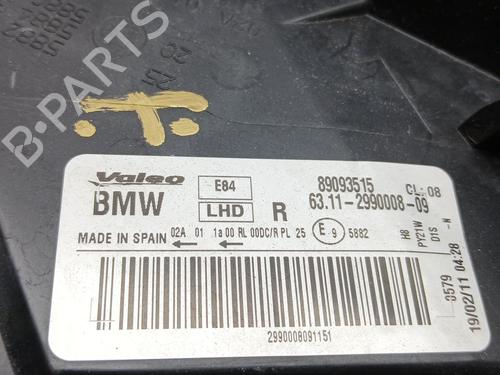 B-PARTS
Valeo
E84
89093515
CL: 08
BMW
LHD
R
63.11-2990008-09
MADE IN SPAIN
02A 01 1a 00 RL 00DC/R PL 25
E 9 5882
H8
PY21W
D1S
-N
3579
19/02/11 04:28
2990008091151